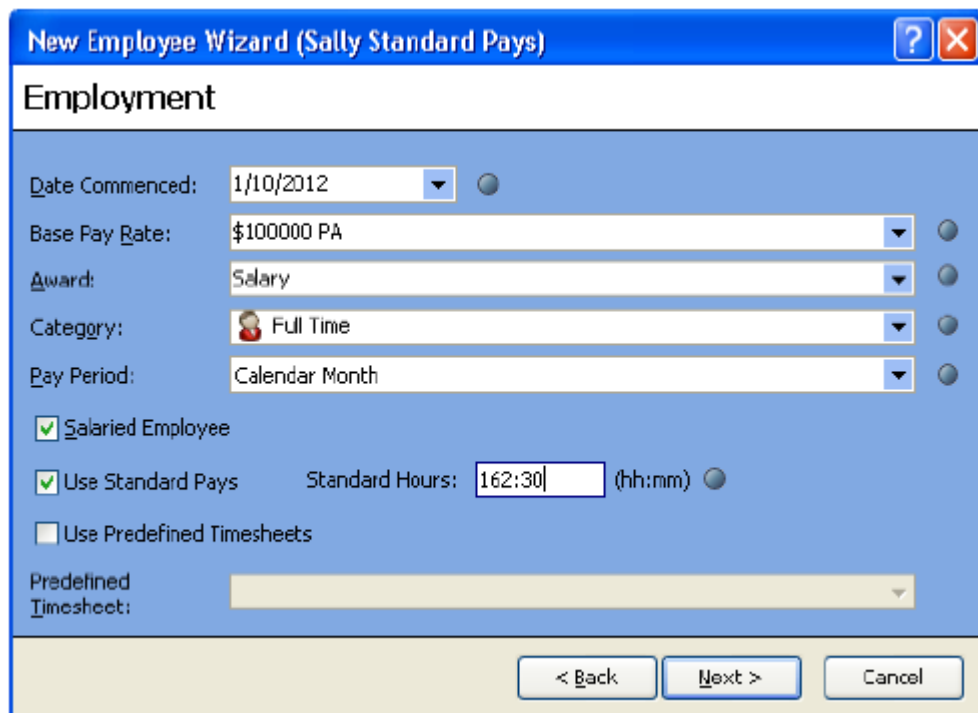 New Employee Wizard (Sally Standard Pays)
Employment
Date Commenced: 1/10/2012
Base Pay Rate: $100000 PA
Award: Salary
Category: Full Time
Pay Period: Calendar Month
Salaried Employee
Use Standard Pays Standard Hours: 162:30 (hh:mm)
Use Predefined Timesheets
Predefined
Timesheet:
< Back Next > Cancel